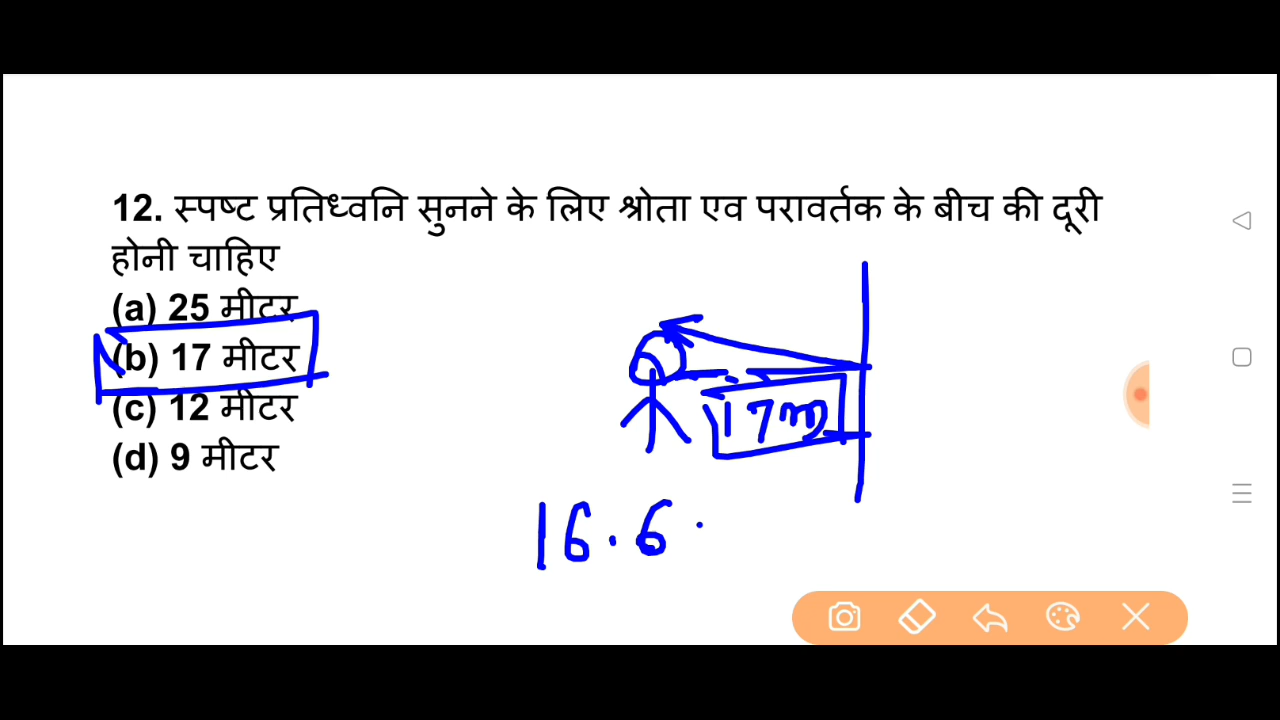 12. स्पष्ट प्रतिध्वनि सुनने के लिए श्रोता एव परावर्तक के बीच की दूरी
होनी चाहिए
(a) 25 मीटर
(b) 17 मीटर
(c) 12 मीटर
(d) 9 मीटर
17m
16.6